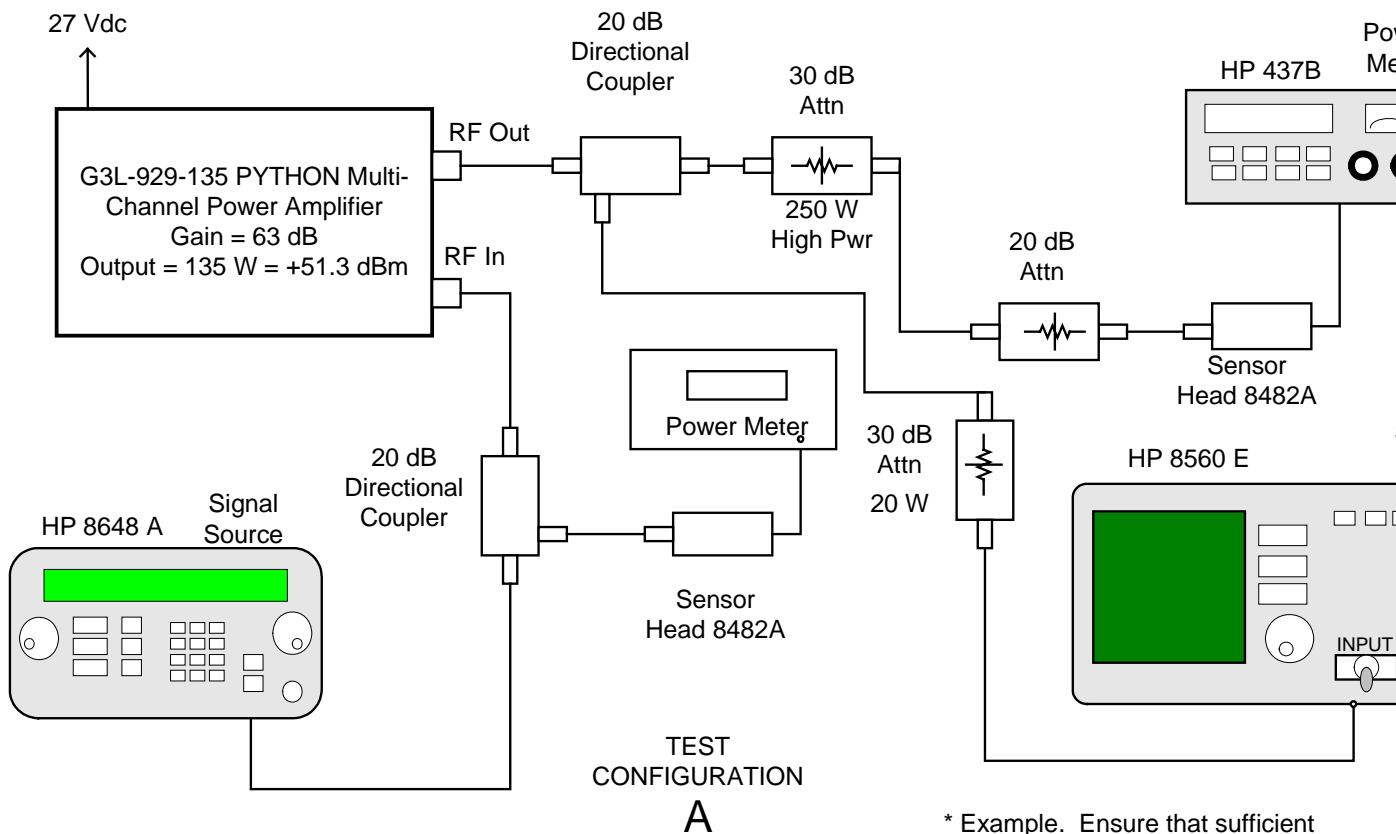 27 Vdc
20 dB
Directional
Coupler
30 dB
Attn
HP 437B
RF Out
G3L-929-135 PYTHON Multi-
Channel Power Amplifier
Gain = 63 dB
Output = 135 W = +51.3 dBm
250 W
High Pwr
RF In
20 dB
Attn
Sensor
Head 8482A
Power Meter
30 dB
Attn
20 W
20 dB
Directional
Coupler
HP 8560 E
HP 8648 A
Signal
Source
Sensor
Head 8482A
INPUT
TEST
CONFIGURATION
A
* Example. Ensure that sufficient